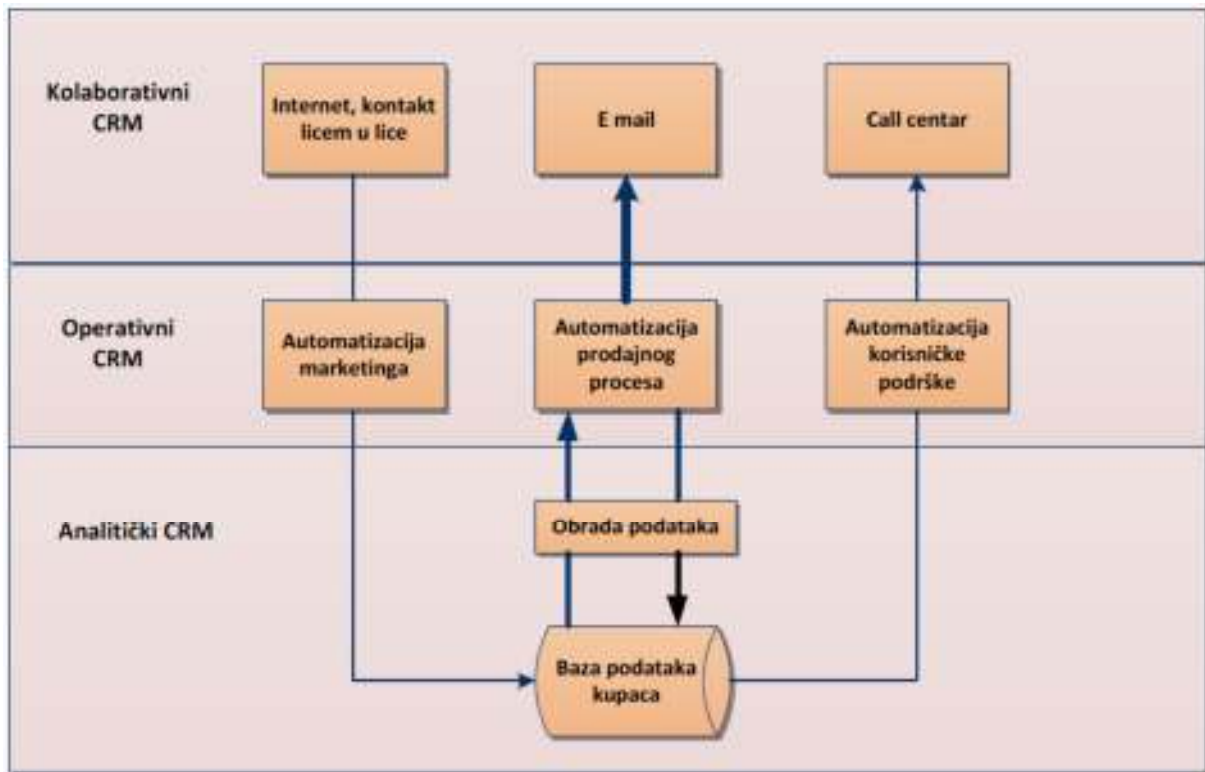 Kolaborativni
CRM
Internet, kontakt
licem u lice
E mail
Call centar
Operativni
CRM
Automatizacija
marketinga
Automatizacija
prodajnog
procesa
Automatizacija
korisničke
podrške
Analitički CRM
Obrada podataka
Baza podataka
kupaca